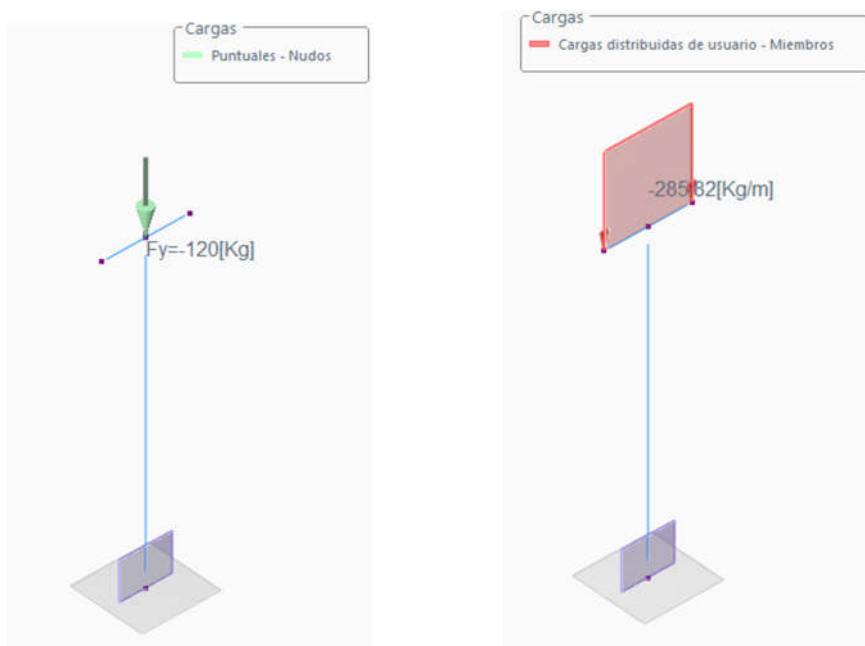 Cargas
Puntuales - Nudos
Fy=-120[Kg]
Cargas
Cargas distribuidas de usuario - Miembros
-285.82[Kg/m]